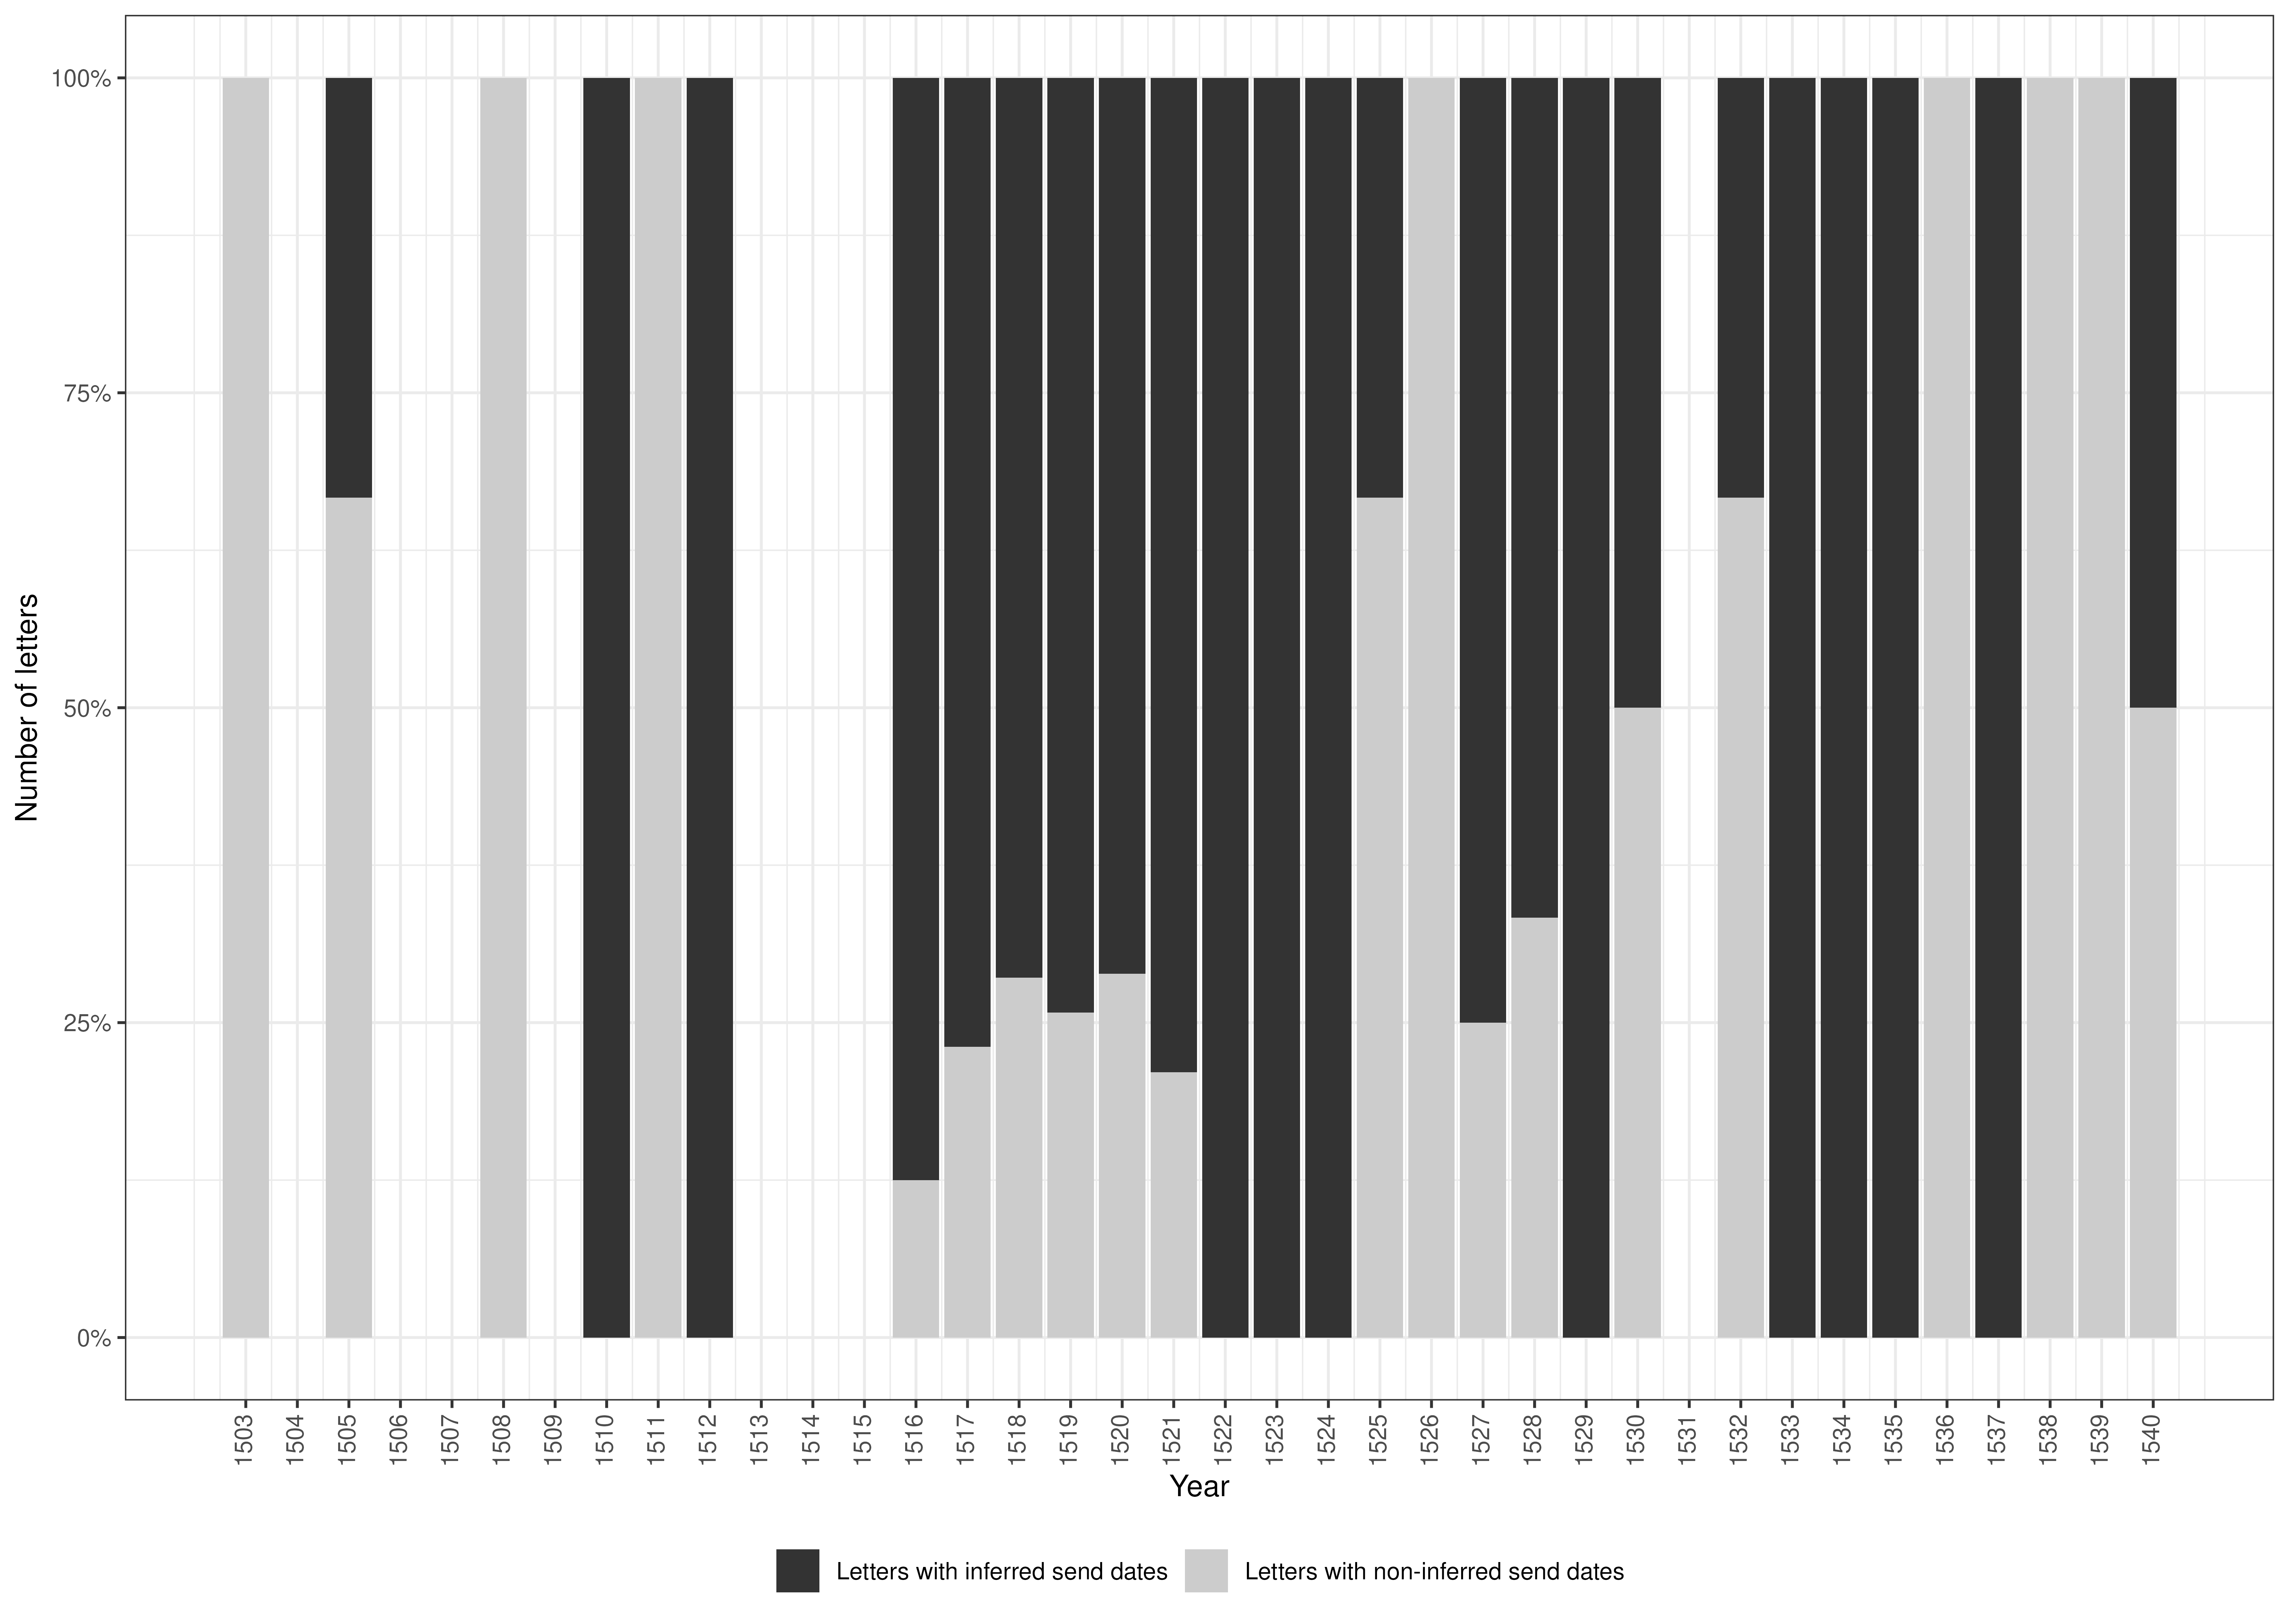 Number of letters
100%
75%
50%
25%
0%
1503 1504 1505 1506 1507 1508 1509 1510 1511 1512 1513 1514 1515 1516 1517 1518 1519 1520 1521 1522 1523 1524 1525 1526 1527 1528 1529 1530 1531 1532 1533 1534 1535 1536 1537 1538 1539 1540
Year
Letters with inferred send dates Letters with non-inferred send dates